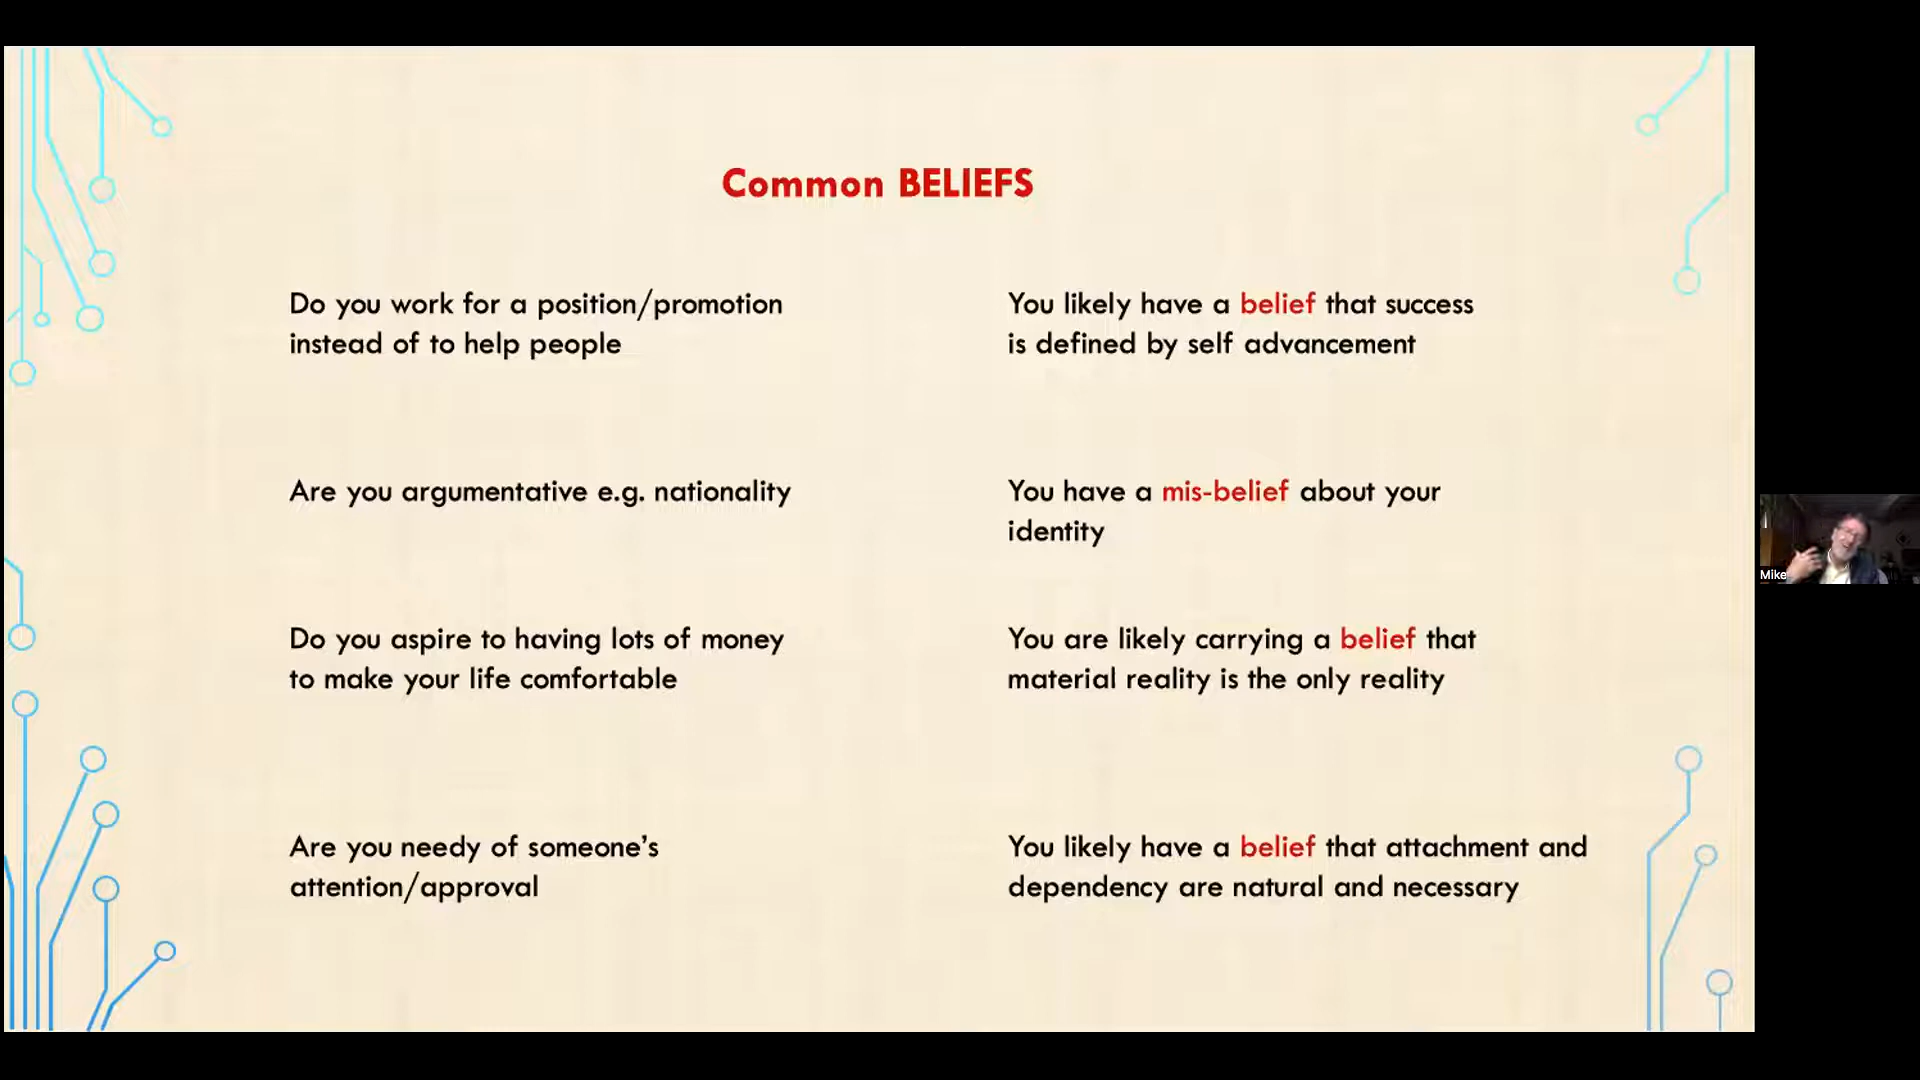 Common BELIEFS
Do you work for a position/promotion
instead of to help people
You likely have a belief that success
is defined by self advancement
Are you argumentative e.g. nationality
You have a mis-belief about your
identity
Do you aspire to having lots of money
to make your life comfortable
You are likely carrying a belief that
material reality is the only reality
Are you needy of someone’s
attention/approval
You likely have a belief that attachment and
dependency are natural and necessary
Mike